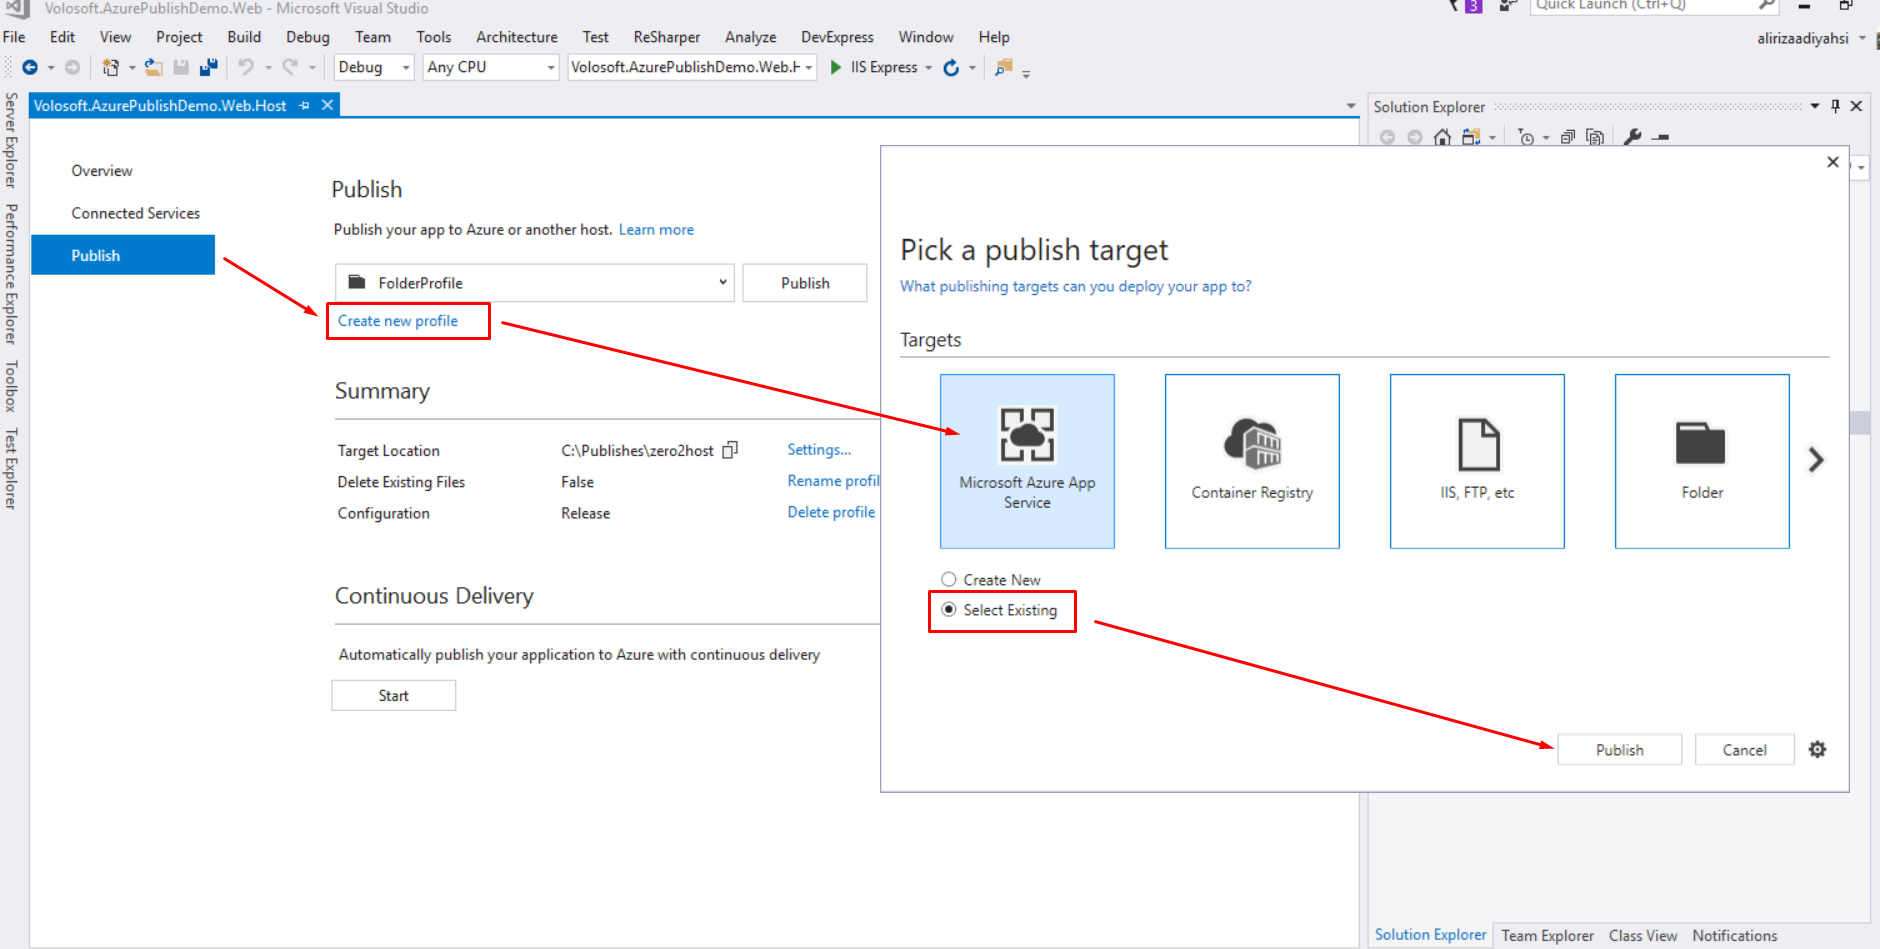 Volosoft.AzurePublishDemo.Web - Microsoft Visual Studio
3
Quick Launch (Ctrl+Q)
File Edit View Project Build Debug Team Tools Architecture Test ReSharper Analyze DevExpress Window Help
alirizaadiyahsi
Debug Any CPU Volosoft.AzurePublishDemo.Web.H IIS Express
Server Explorer
Performance Explorer
Toolbox
Test Explorer
Volosoft.AzurePublishDemo.Web.Host
Overview
Connected Services
Publish
Publish
Publish your app to Azure or another host. Learn more
FolderProfile
Publish
Create new profile
Summary
Target Location C:\Publishes\zero2host Settings...
Delete Existing Files False Rename profil
Configuration Release Delete profile
Continuous Delivery
Automatically publish your application to Azure with continuous delivery
Start
Solution Explorer
Pick a publish target
What publishing targets can you deploy your app to?
Targets
Microsoft Azure App
Service
Container Registry
IIS, FTP, etc
Folder
Create New
Select Existing
Publish Cancel
Solution Explorer Team Explorer Class View Notifications